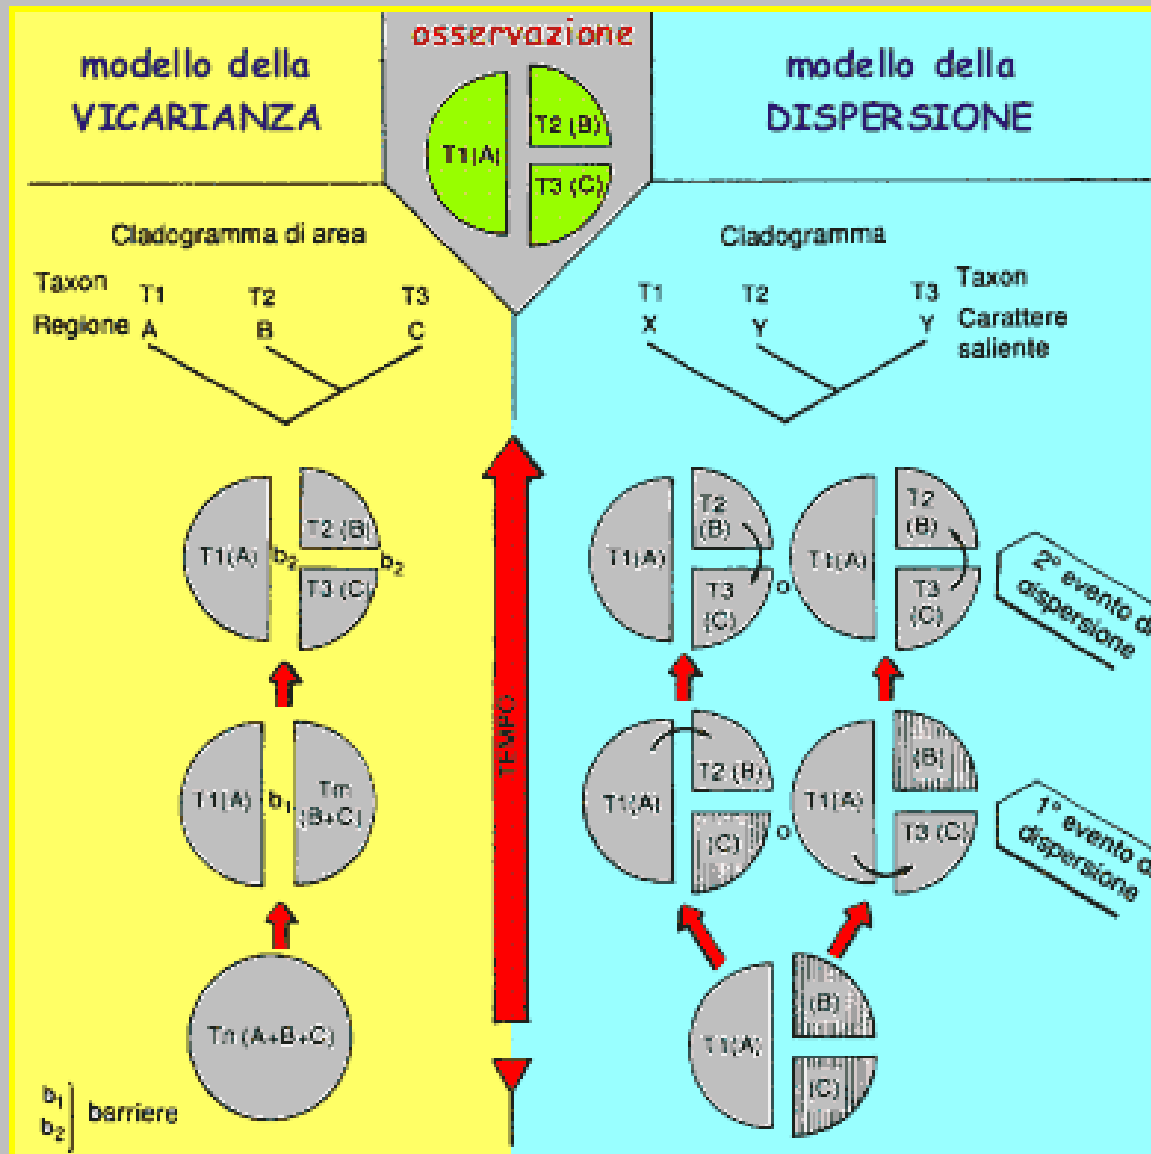 osservazione
T1(A)
T2 (B)
T3 (C)
modello della
VICARIANZA
Cladogramma di area
Taxon T1 T2 T3
Regione A B C
T1(A) b2 T2 (B) b2
T3 (C)
T1(A) b1 Tm
(B+C)
Tn (A+B+C)
b1
b2
barriere
TEMPO
modello della
DISPERSIONE
Cladogramma
T1 T2 T3 Taxon
X Y Y Carattere
saliente
T1(A) T2
(B)
T3
(C)
o
T1(A) T2
(B)
T3
(C)
2° evento di
dispersione
T1(A) T2 (B)
(C)
o
T1(A) (B)
T3 (C)
1° evento d
dispersione
T1(A) (B)
(C)